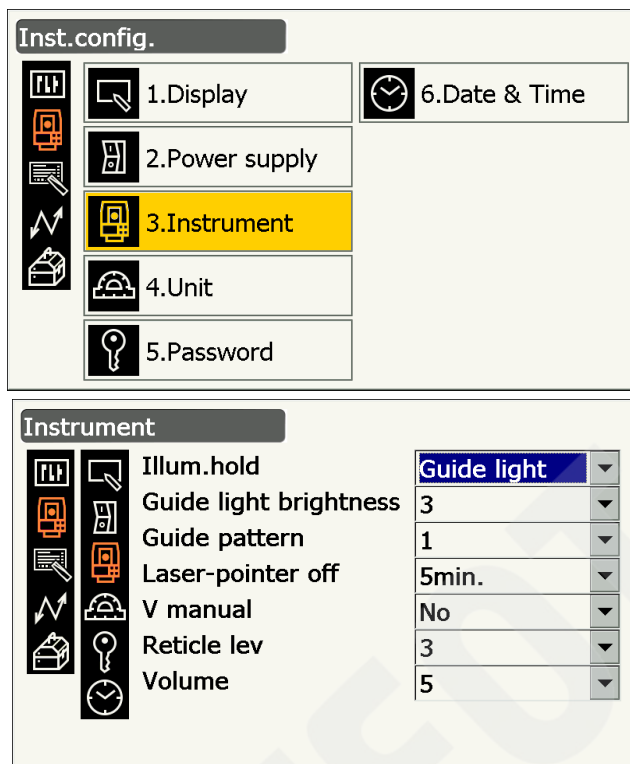 Inst.config.
1.Display
6.Date & Time
2.Power supply
3.Instrument
4.Unit
5.Password
Instrument
Illum.hold Guide light
Guide light brightness 3
Guide pattern 1
Laser-pointer off 5min.
V manual No
Reticle lev 3
Volume 5